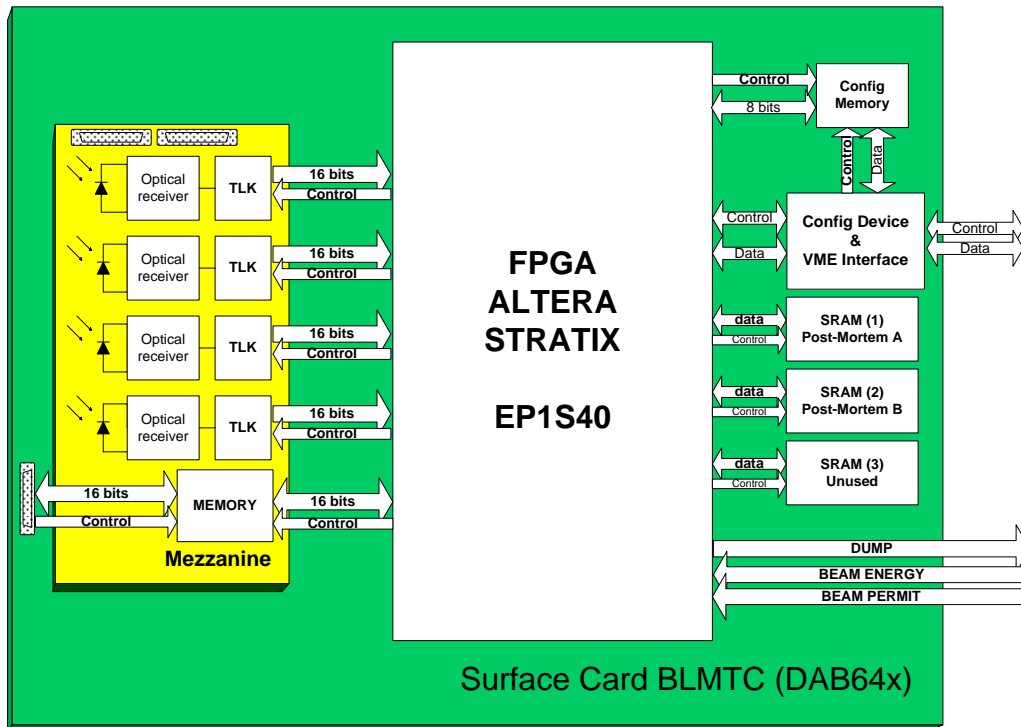 Optical
receiver
TLK
16 bits
Control
Optical
receiver
TLK
16 bits
Control
Optical
receiver
TLK
16 bits
Control
Optical
receiver
TLK
16 bits
Control
16 bits
Control
MEMORY
16 bits
Control
Mezzanine
FPGA
ALTERA
STRATIX
EP1S40
Control
8 bits
Config
Memory
Control
Data
Control
Data
Config Device
&
VME Interface
Control
Data
data
Control
SRAM (1)
Post-Mortem A
data
Control
SRAM (2)
Post-Mortem B
data
Control
SRAM (3)
Unused
DUMP
BEAM ENERGY
BEAM PERMIT
Surface Card BLMTC (DAB64x)